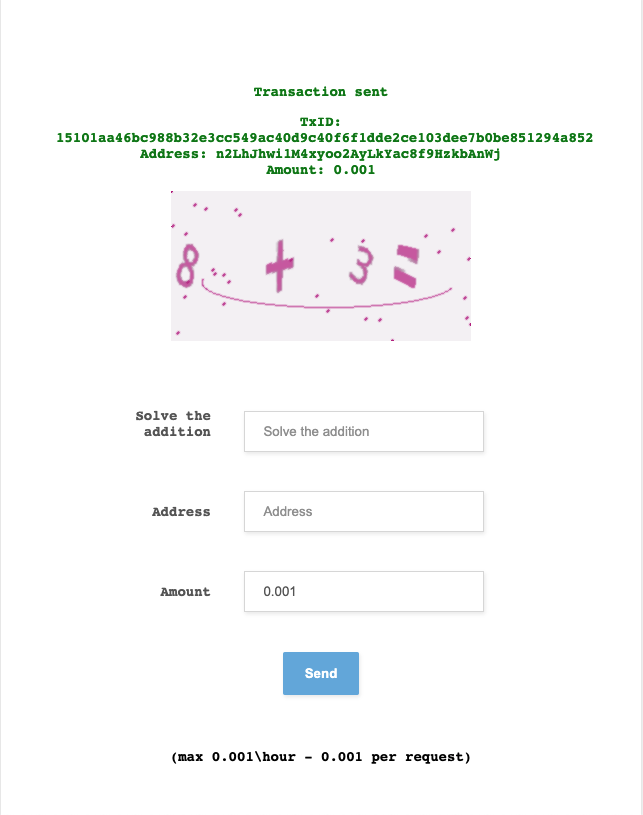 Transaction sent
TxID:
15101aa46bc988b32e3cc549ac40d9c40f6f1dde2ce103dee7b0be851294a852
Address: n2LhJhwi1M4xyoo2AyLkYac8f9HzkbAnWj
Amount: 0.001
8 + 3 =
Solve the
addition
Solve the addition
Address
Address
Amount
0.001
Send
(max 0.001\hour - 0.001 per request)